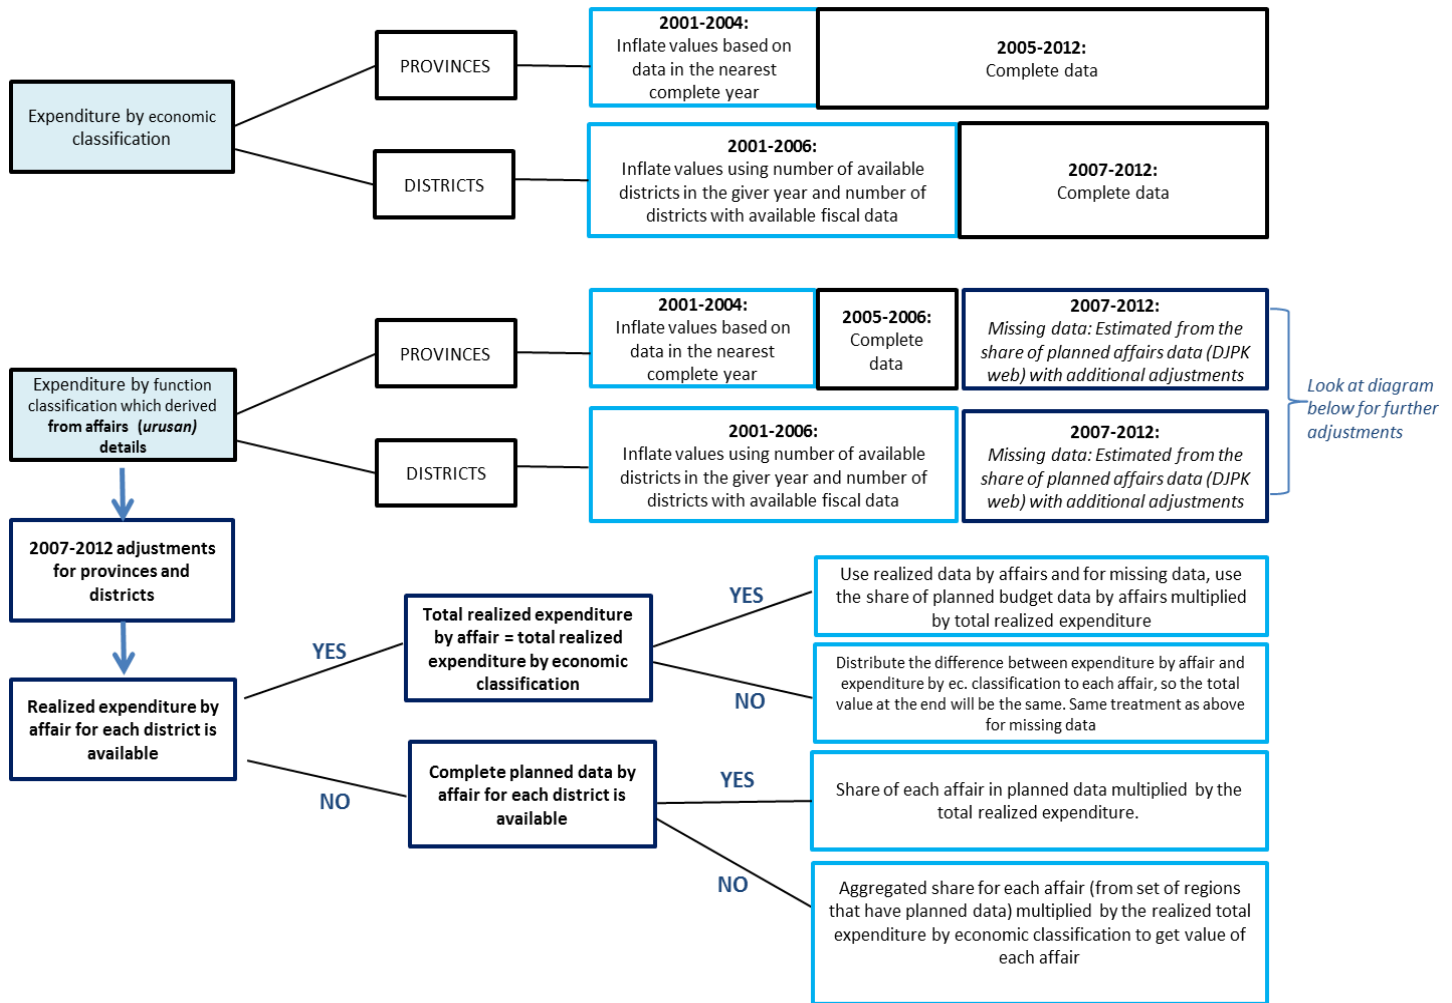 Expenditure by economic
classification
PROVINCES
2001-2004:
Inflate values based on
data in the nearest
complete year
2005-2012:
Complete data
DISTRICTS
2001-2006:
Inflate values using number of available
districts in the giver year and number of
districts with available fiscal data
2007-2012:
Complete data
Expenditure by function
classification which derived
from affairs (urusan)
details
PROVINCES
2001-2004:
Inflate values based on
data in the nearest
complete year
2005-2006:
Complete
data
2007-2012:
Missing data: Estimated from the
share of planned affairs data (DJPK
web) with additional adjustments
DISTRICTS
2001-2006:
Inflate values using number of available
districts in the giver year and number of
districts with available fiscal data
2007-2012:
Missing data: Estimated from the
share of planned affairs data (DJPK
web) with additional adjustments
Look at diagram
below for further
adjustments
2007-2012 adjustments
for provinces and
districts
Realized expenditure by
affair for each district is
available
YES
Total realized expenditure
by affair = total realized
expenditure by economic
classification
YES
Use realized data by affairs and for missing data, use
the share of planned budget data by affairs multiplied
by total realized expenditure
NO
Distribute the difference between expenditure by affair and
expenditure by ec. classification to each affair, so the total
value at the end will be the same. Same treatment as above
for missing data
NO
Complete planned data by
affair for each district is
available
YES
Share of each affair in planned data multiplied by the
total realized expenditure.
NO
Aggregated share for each affair (from set of regions
that have planned data) multiplied by the realized total
expenditure by economic classification to get value of
each affair